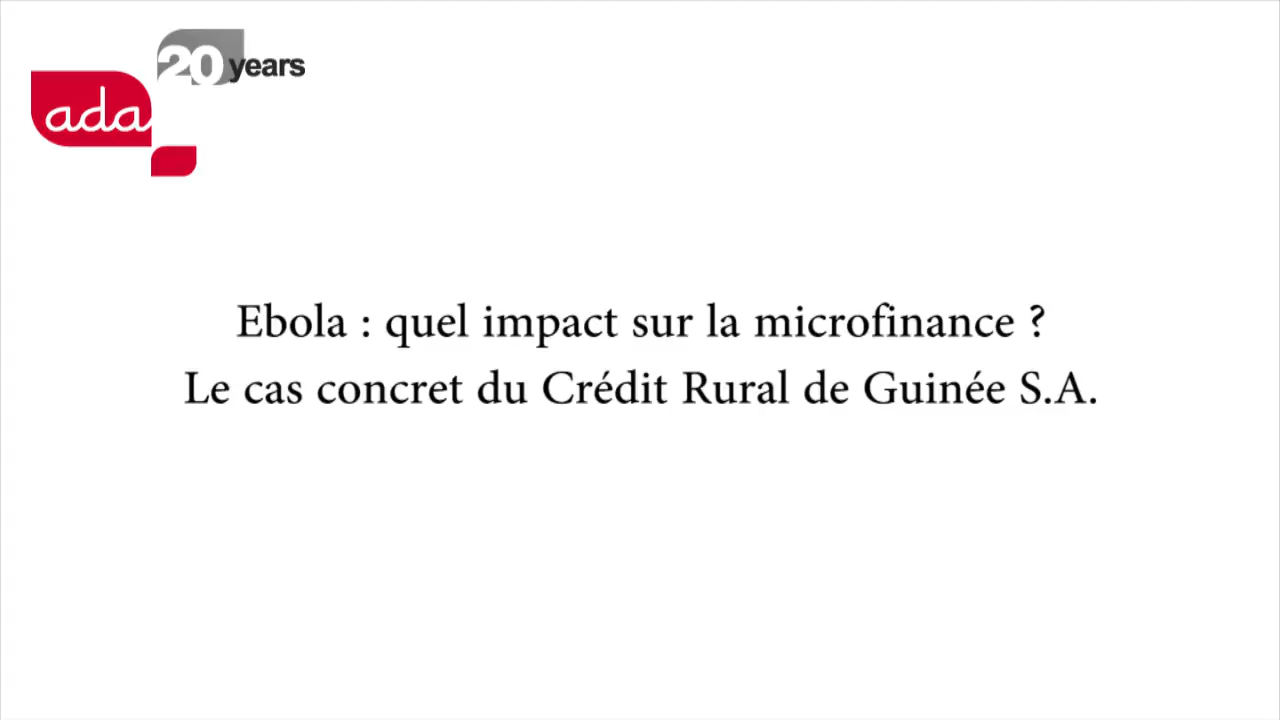 20 years
ada
Ebola : quel impact sur la microfinance ?
Le cas concret du Crédit Rural de Guinée S.A.